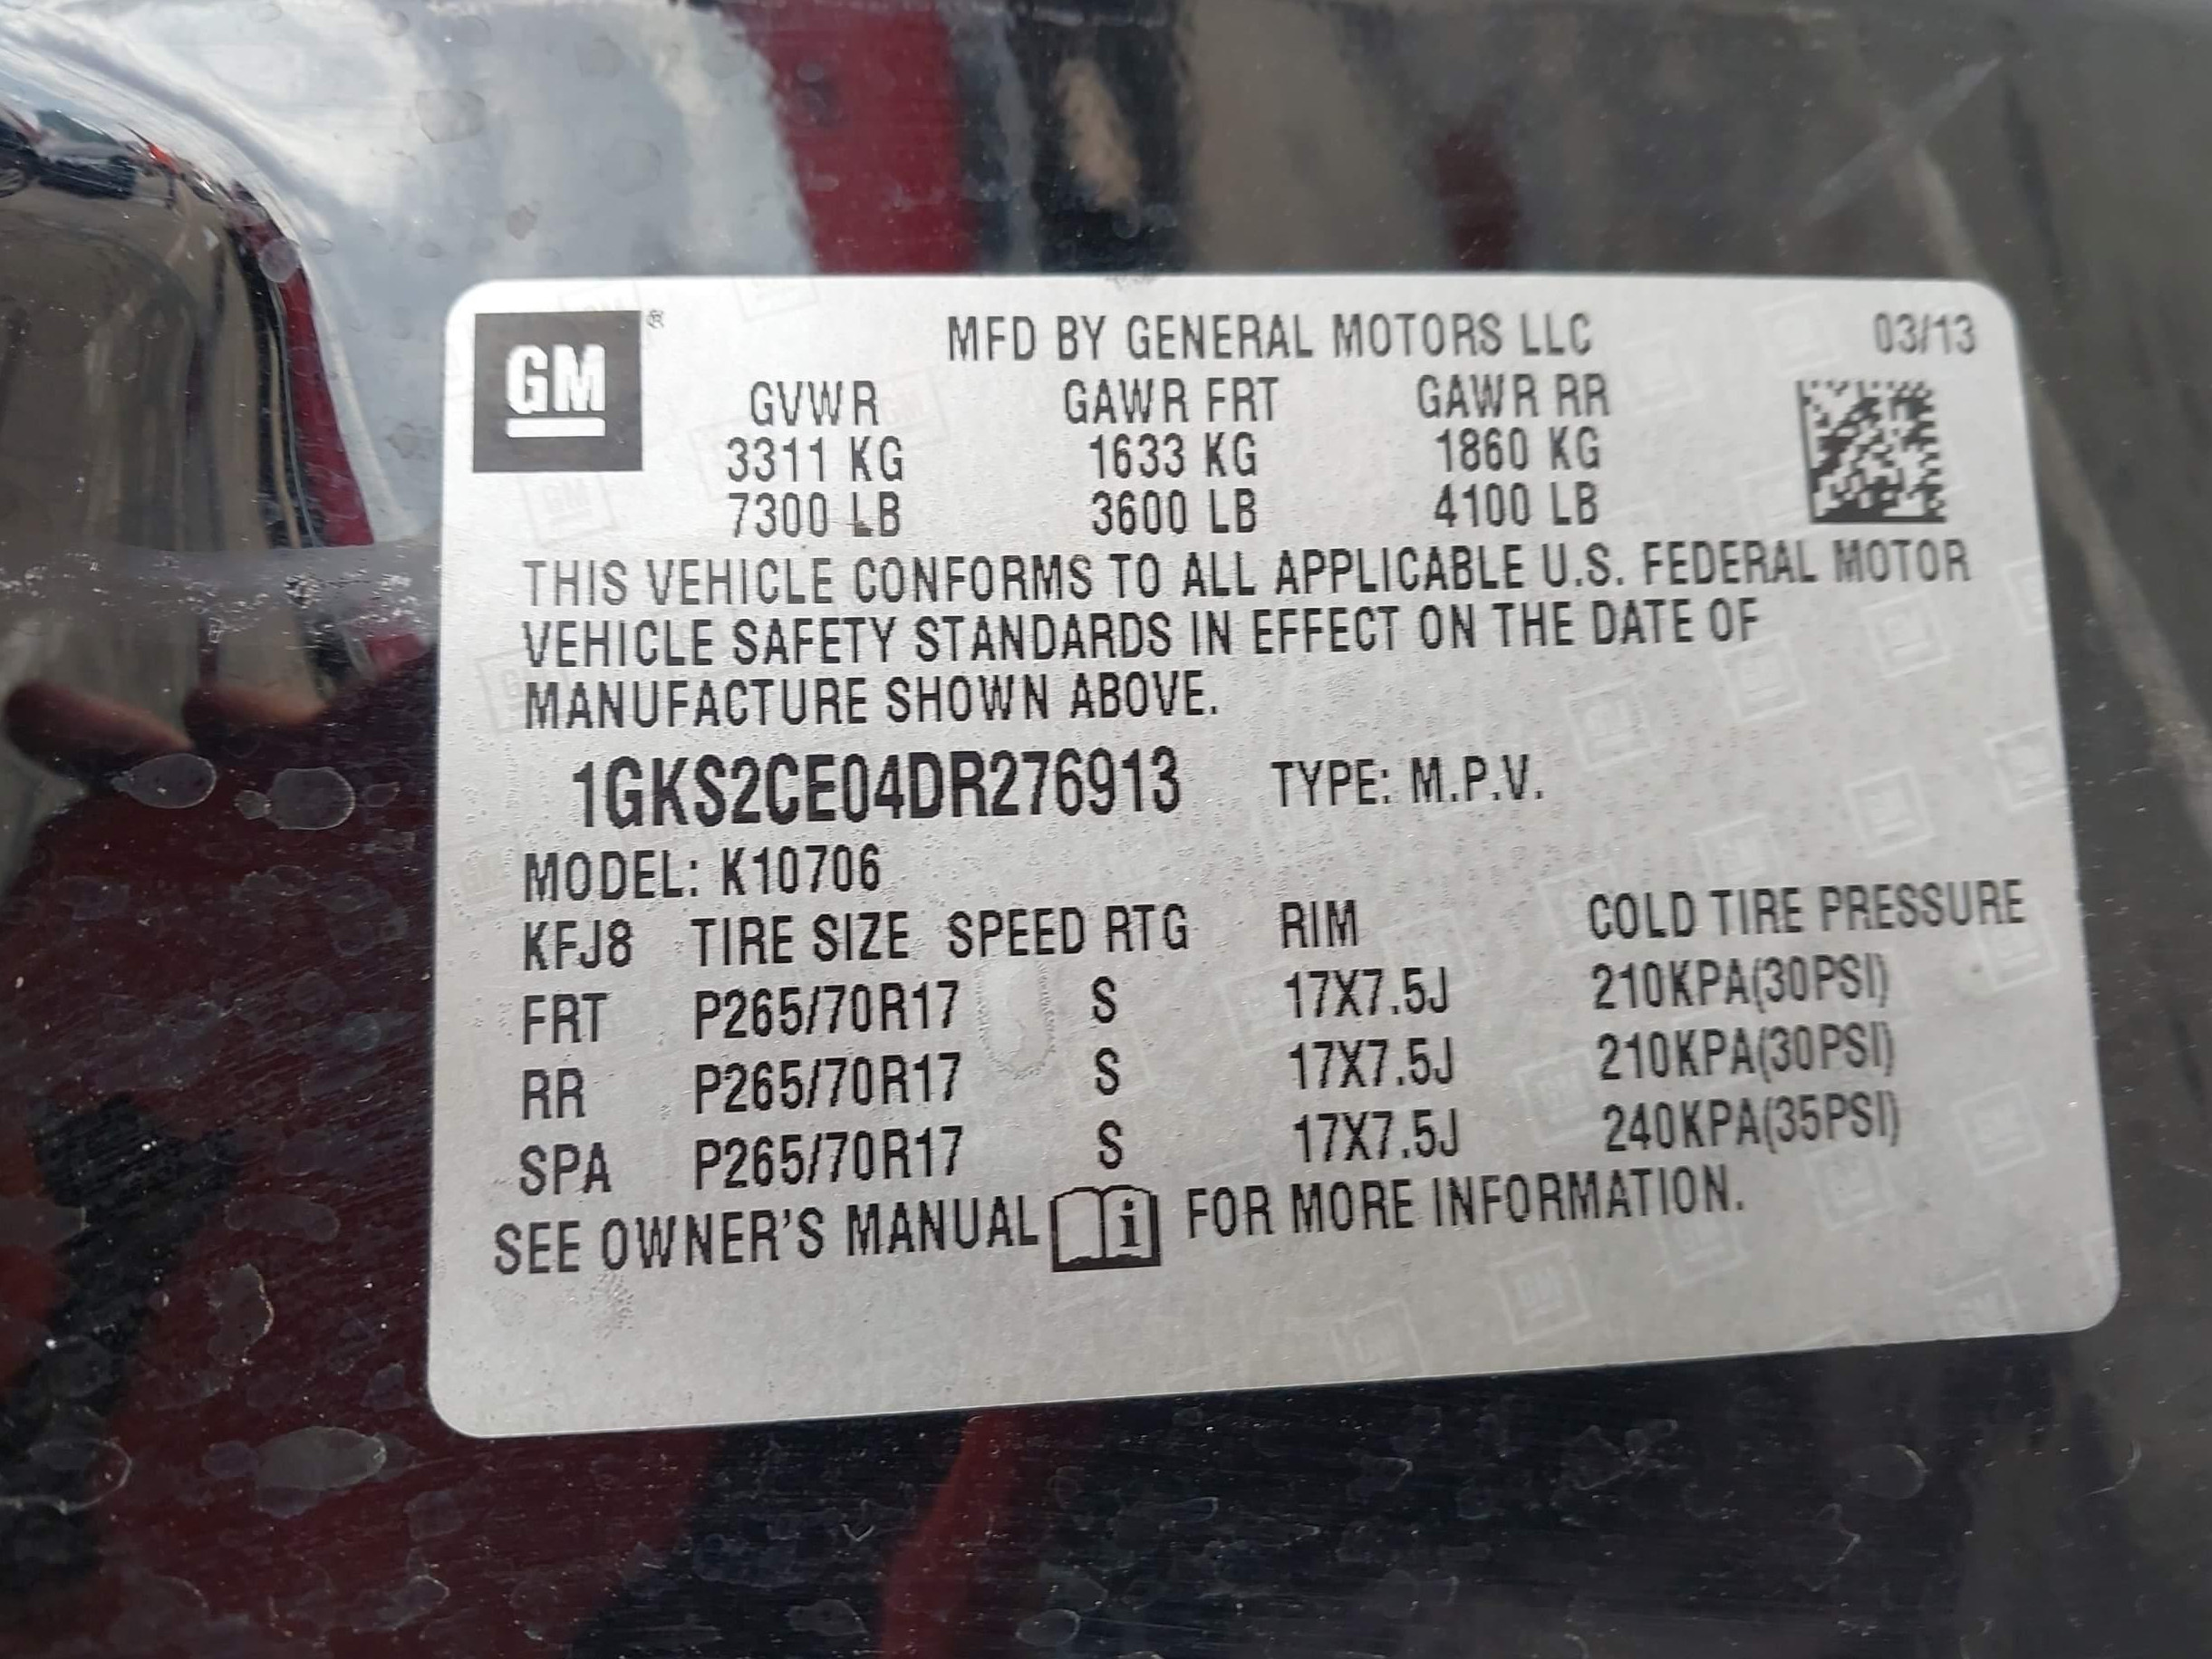 GM ® MFD BY GENERAL MOTORS LLC 03/13
GVWR GAWR FRT GAWR RR
3311 KG 1633 KG 1860 KG
7300 LB 3600 LB 4100 LB
THIS VEHICLE CONFORMS TO ALL APPLICABLE U.S. FEDERAL MOTOR
VEHICLE SAFETY STANDARDS IN EFFECT ON THE DATE OF
MANUFACTURE SHOWN ABOVE.
1GKS2CE04DR276913 TYPE: M.P.V.
MODEL: K10706
KFJ8 TIRE SIZE SPEED RTG RIM COLD TIRE PRESSURE
FRT P265/70R17 S 17X7.5J 210KPA(30PSI)
RR P265/70R17 S 17X7.5J 210KPA(30PSI)
SPA P265/70R17 S 17X7.5J 240KPA(35PSI)
SEE OWNER'S MANUAL i FOR MORE INFORMATION.